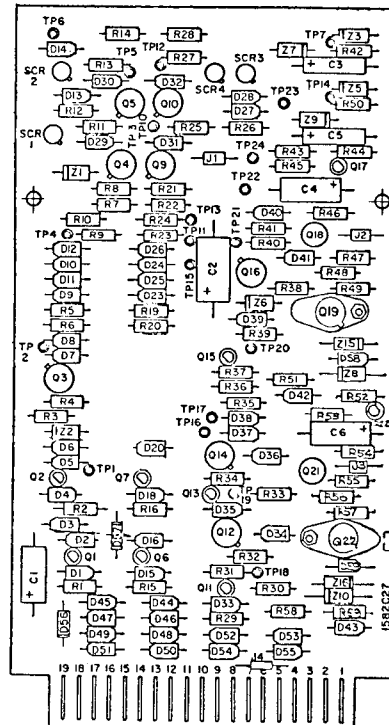 TP6 R14 R28 TP7 Z3
D14 TP12 Z7 R42
R13 TP5 R27 SCR3 C3
SCR 2 D30 D32 SCR4 TP14 Z5
D13 Q5 Q10 D28 TP23 R50
R12 D27 Z9
R11 TP3 TP10 R25 R26 C5
SCR 1 D29 D31 R43 R44
Z1 Q4 Q9 J1 TP24 R45 Q17
R8 R21 TP22 C4
R7 R22
R10 R24 TP13 TP21 D40 R46
TP4 R9 R23 TP11 R41 Q18 J2
D12 D26 C2 R40
D10 D24 D41 R47
D11 D25 TP15 Q16 R48
D9 D23 R38 R49
R5 R19 Z6 Q19
R6 R20 D39
TP 2 D8 R39 Z15
D7 TP20 D58
Q15
Q3 R37 R51 Z8
R36
R4 R35 D42 R52
R3 TP17 D38 R53
Z2 TP16 D37 C6
D6 D20
D5 Q14 D36 R54
TP1 Q21 J3
Q2 Q7 R34 R55
D4 D18 Q13 TP 19 R33 R56
R2 R16 D35 R57
D3 Q12 D34 Q22
D2 D16
Q1 Q6 R32
C1 D1 D15 R31 TP18 Z16
R1 R15 Q11 R30 Z10
D45 D44 D33 R59
D56 D47 D46 R29 R58 D43
D49 D48 D52 D53 1582C27
D51 D50 D54 D55
J4
19 18 17 16 15 14 13 12 11 10 9 8 7 6 5 4 3 2 1